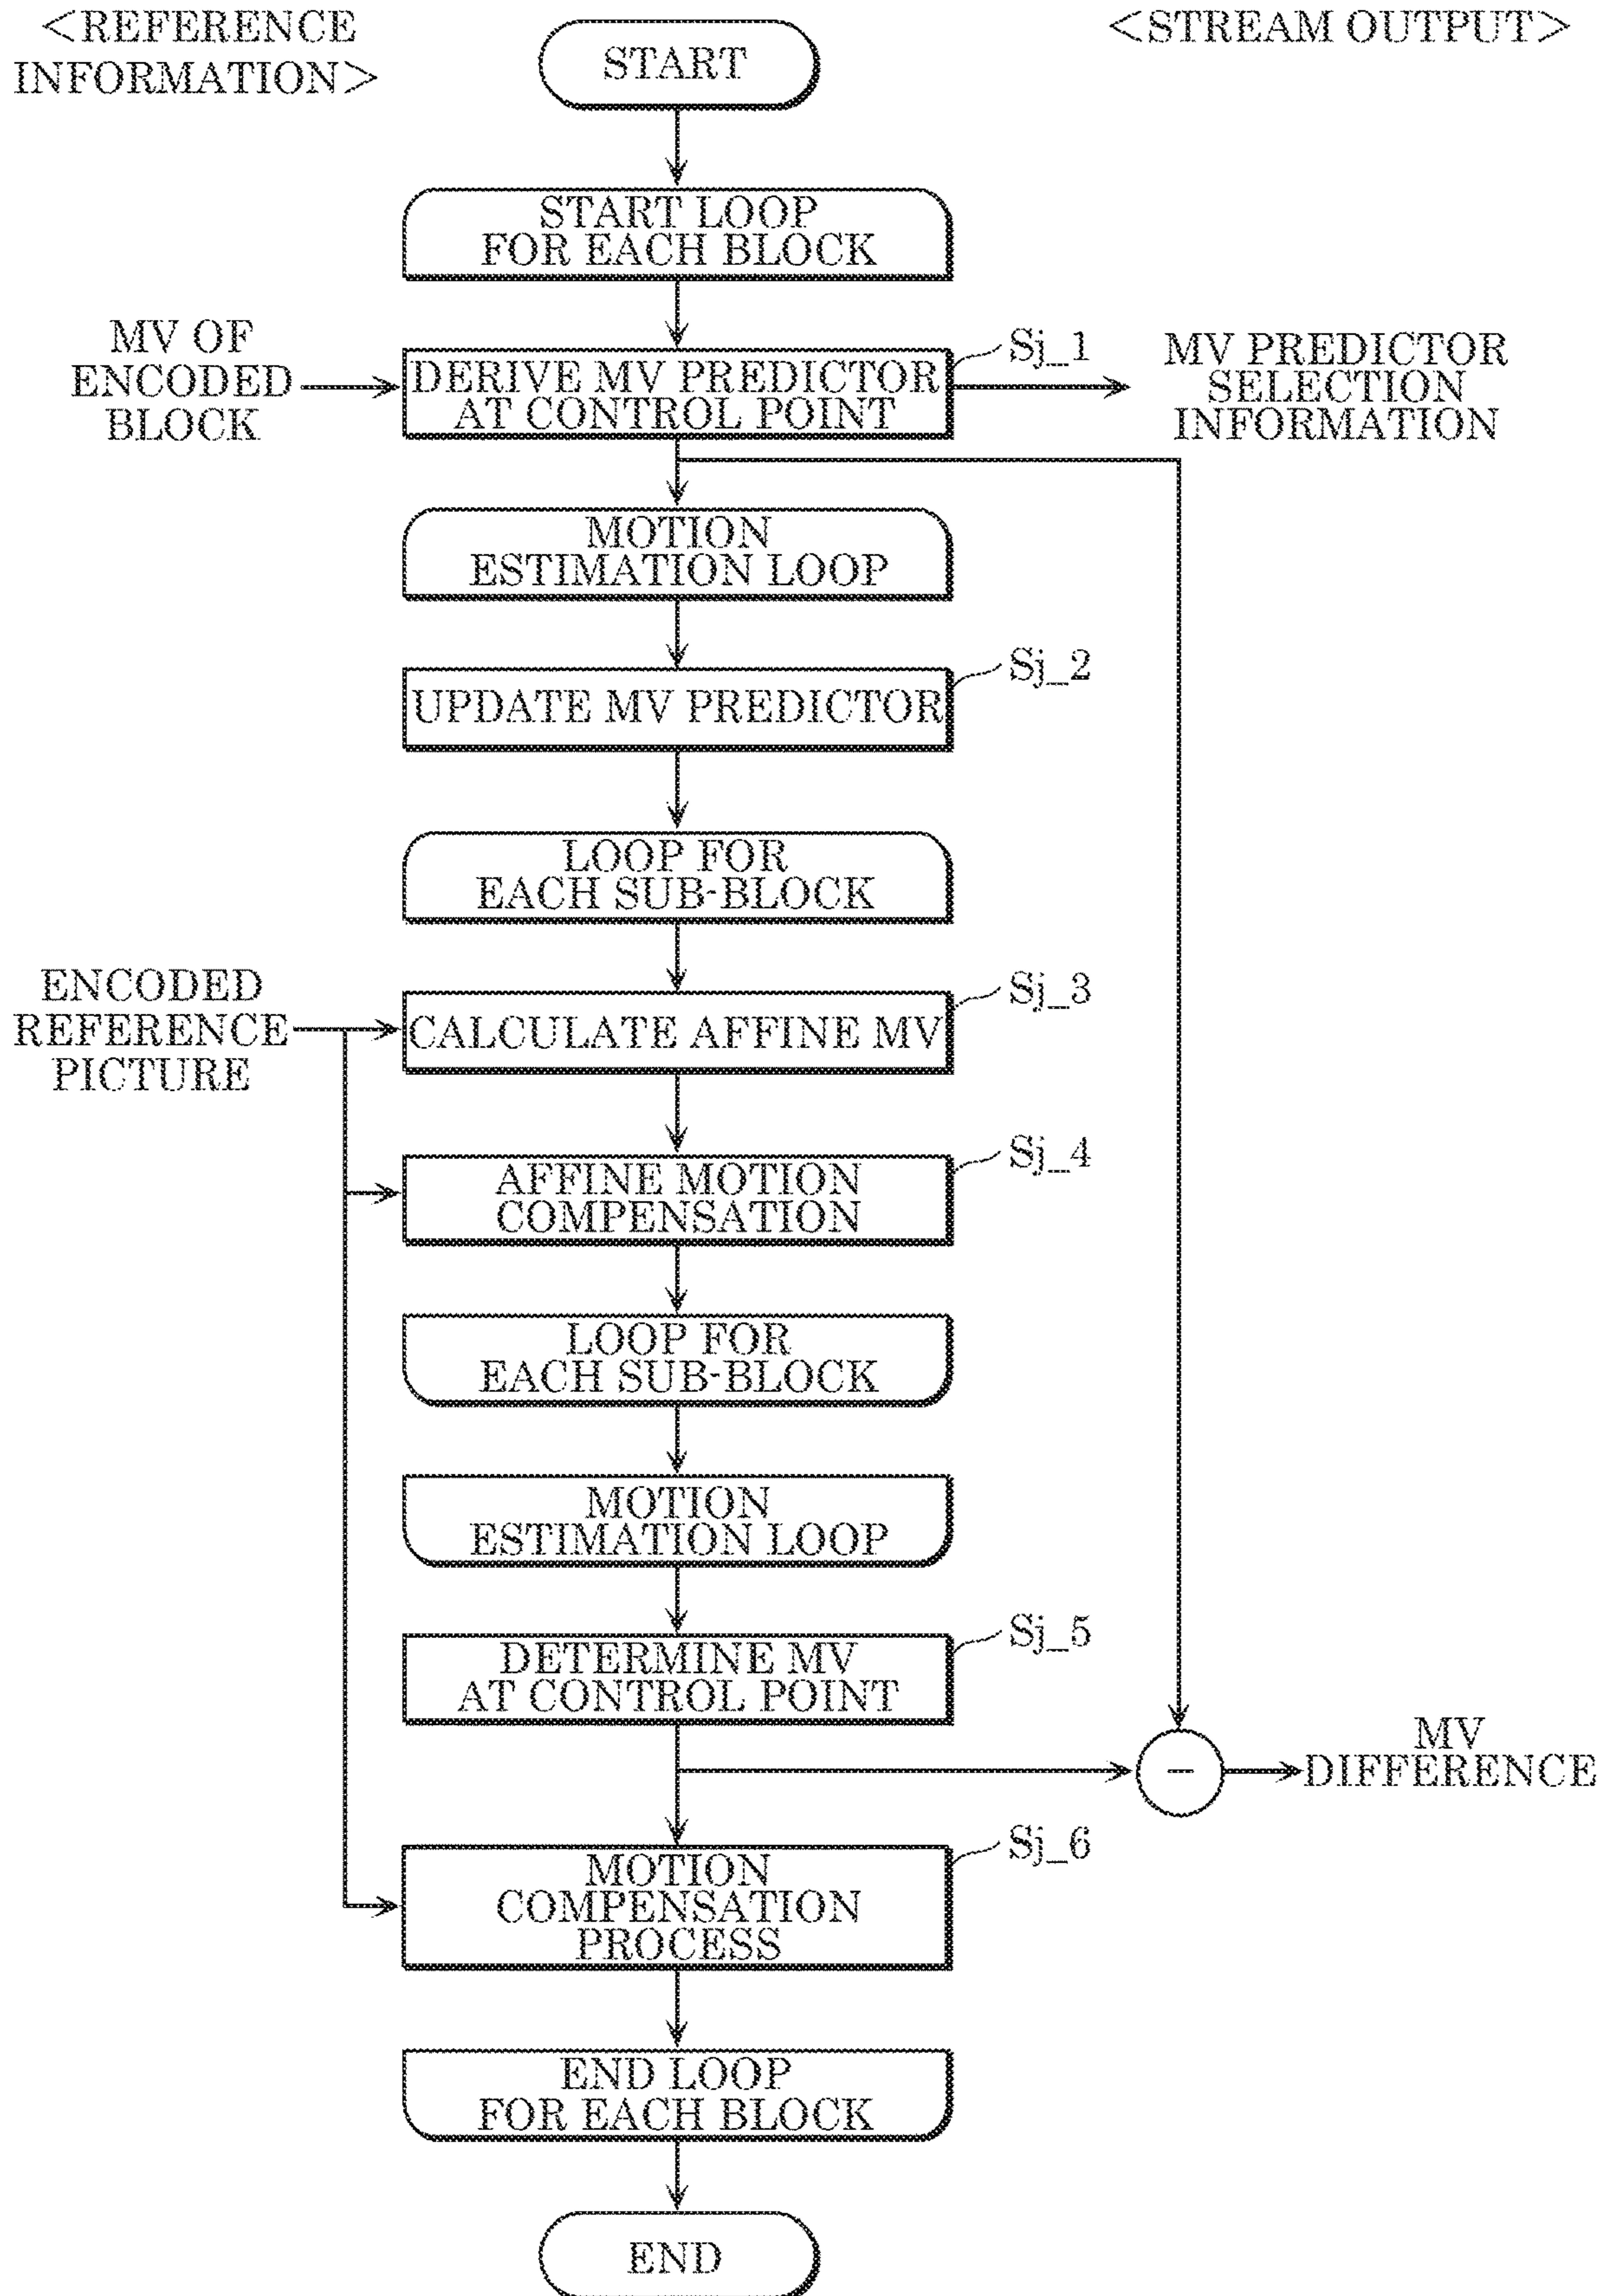 <REFERENCE
INFORMATION>
START
<STREAM OUTPUT>
START LOOP
FOR EACH BLOCK
MV OF
ENCODED
BLOCK
DERIVE MV PREDICTOR
AT CONTROL POINT
Sj_1
MV PREDICTOR
SELECTION
INFORMATION
MOTION
ESTIMATION LOOP
Sj_2
UPDATE MV PREDICTOR
LOOP FOR
EACH SUB-BLOCK
ENCODED
REFERENCE
PICTURE
Sj_3
CALCULATE AFFINE MV
Sj_4
AFFINE MOTION
COMPENSATION
LOOP FOR
EACH SUB-BLOCK
MOTION
ESTIMATION LOOP
Sj_5
DETERMINE MV
AT CONTROL POINT
−
MV
DIFFERENCE
Sj_6
MOTION
COMPENSATION
PROCESS
END LOOP
FOR EACH BLOCK
END